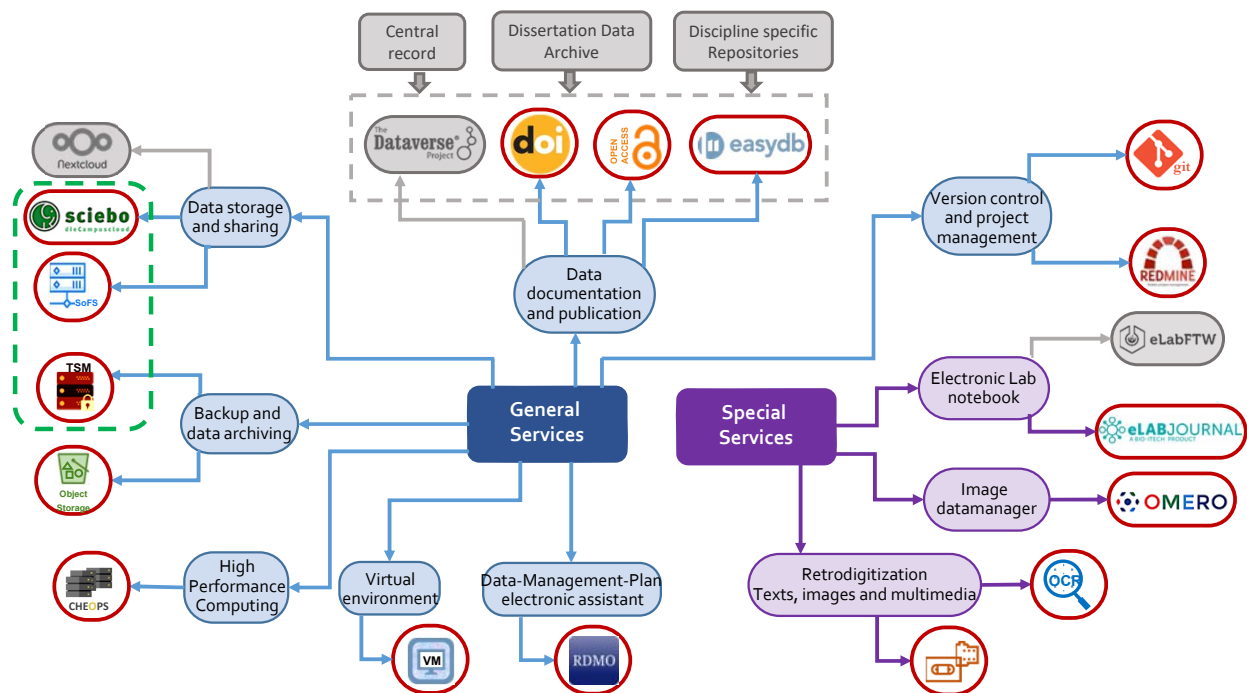 Central
record
Dissertation Data
Archive
Discipline specific
Repositories
The
Dataverse®
Project
doi
OPEN
ACCESS
easydb
Nextcloud
sciebo
dieCampuscloud
SoFS
Data storage
and sharing
Data
documentation
and publication
Version control
and project
management
git
REDMINE
TSM
Backup and
data archiving
Object
Storage
General
Services
Special
Services
Electronic Lab
notebook
eLabFTW
eLABJOURNAL
A BIO-ITECH PRODUCT
Image
datamanager
OMERO
CHEOPS
High
Performance
Computing
Virtual
environment
VM
Data-Management-Plan
electronic assistant
RDMO
Retrodigitization
Texts, images and multimedia
OCR